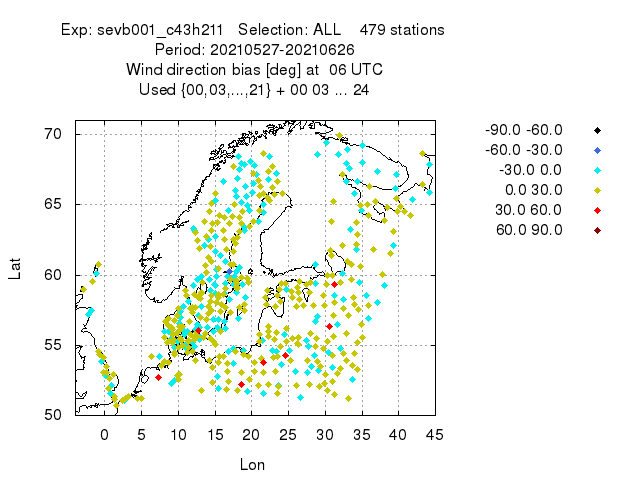 Exp: sevb001_c43h211 Selection: ALL 479 stations
Period: 20210527-20210626
Wind direction bias [deg] at 06 UTC
Used {00,03,...,21} + 00 03 ... 24
-90.0 -60.0
-60.0 -30.0
-30.0 0.0
0.0 30.0
30.0 60.0
60.0 90.0
70
65
60
55
50
Lat
0 5 10 15 20 25 30 35 40 45
Lon